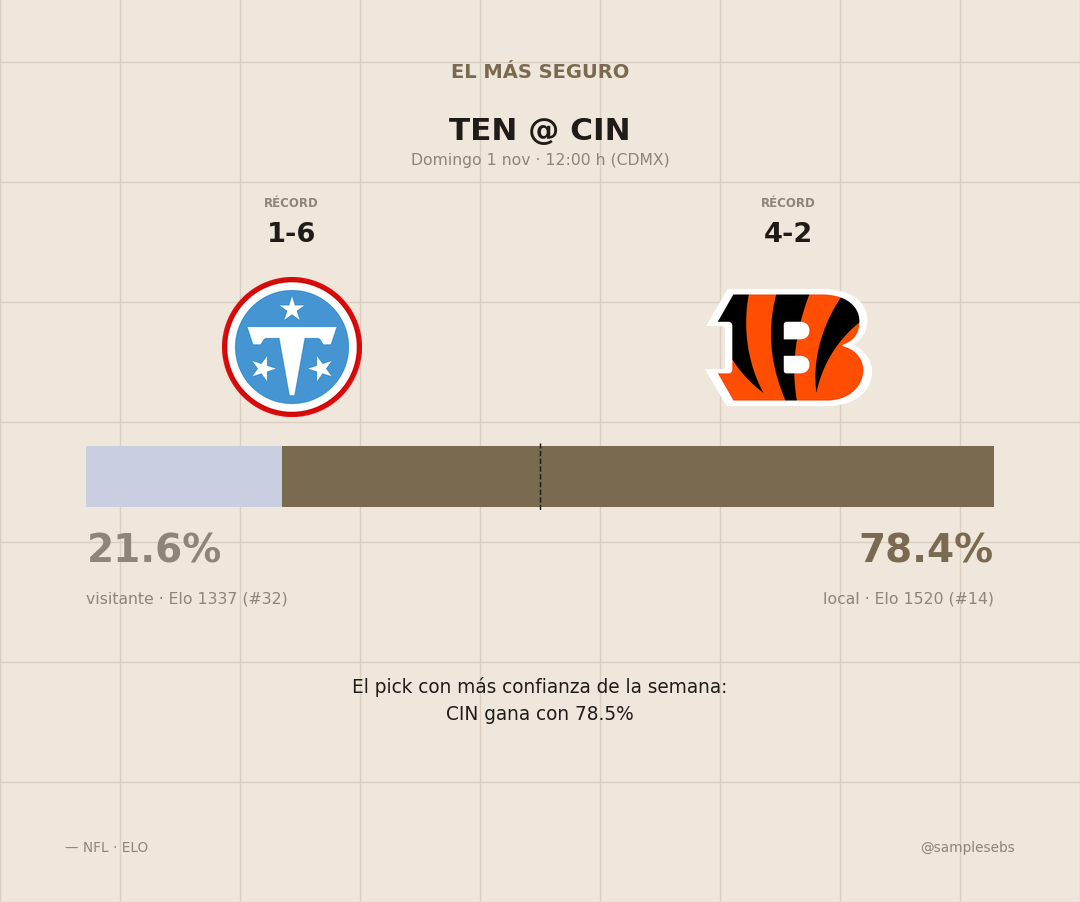 EL MÁS SEGURO
TEN @ CIN
Domingo 1 nov · 12:00 h (CDMX)
RÉCORD
1-6
RÉCORD
4-2
21.6%
visitante · Elo 1337 (#32)
78.4%
local · Elo 1520 (#14)
El pick con más confianza de la semana:
CIN gana con 78.5%
— NFL · ELO
@samplesebs